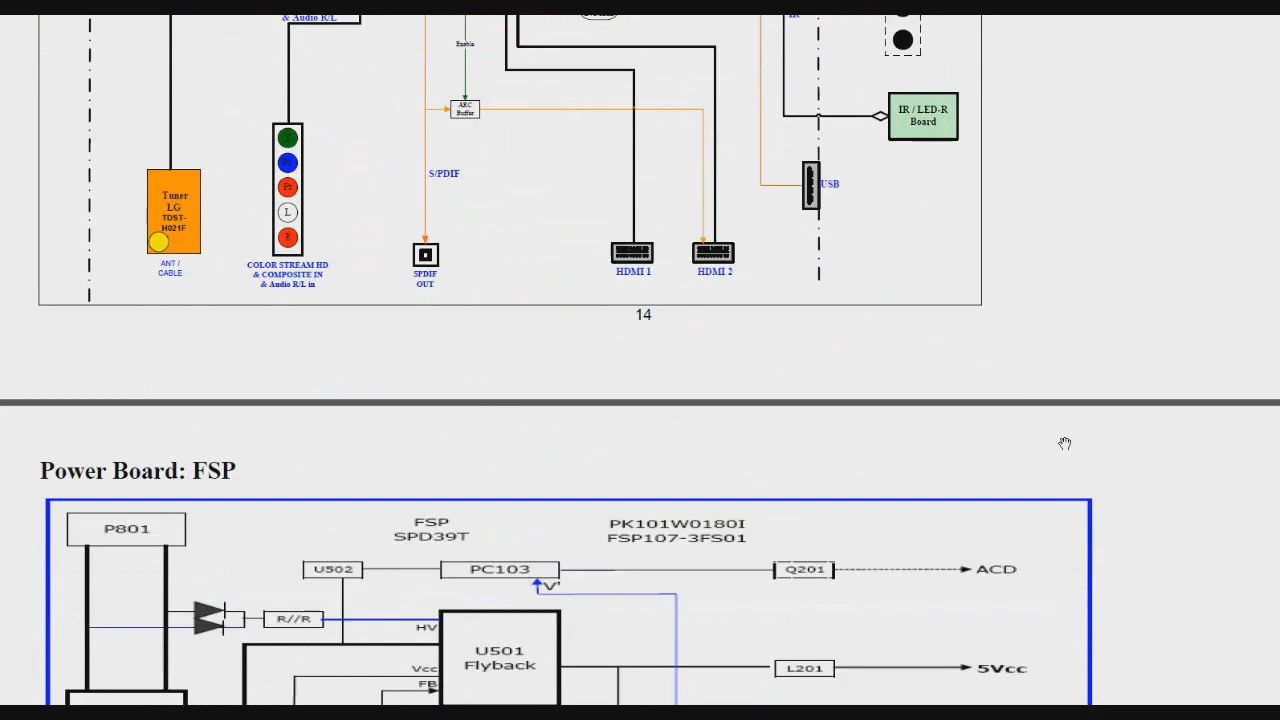 & Audio R/L
IR
Enable
ARC
Buffer
IR / LED-R
Board
S/PDIF
USB
Tuner
LG
TDST-
H021F
Y
Pb
Pr
L
R
ANT /
CABLE
COLOR STREAM HD
& COMPOSITE IN
& Audio R/L in
SPDIF
OUT
HDMI 1
HDMI 2
14
Power Board: FSP
P801
FSP
SPD39T
PK101W0180I
FSP107-3FS01
U502
PC103
Q201
ACD
V'
R//R
HV
U501
Flyback
Vcc
FB
L201
5Vcc